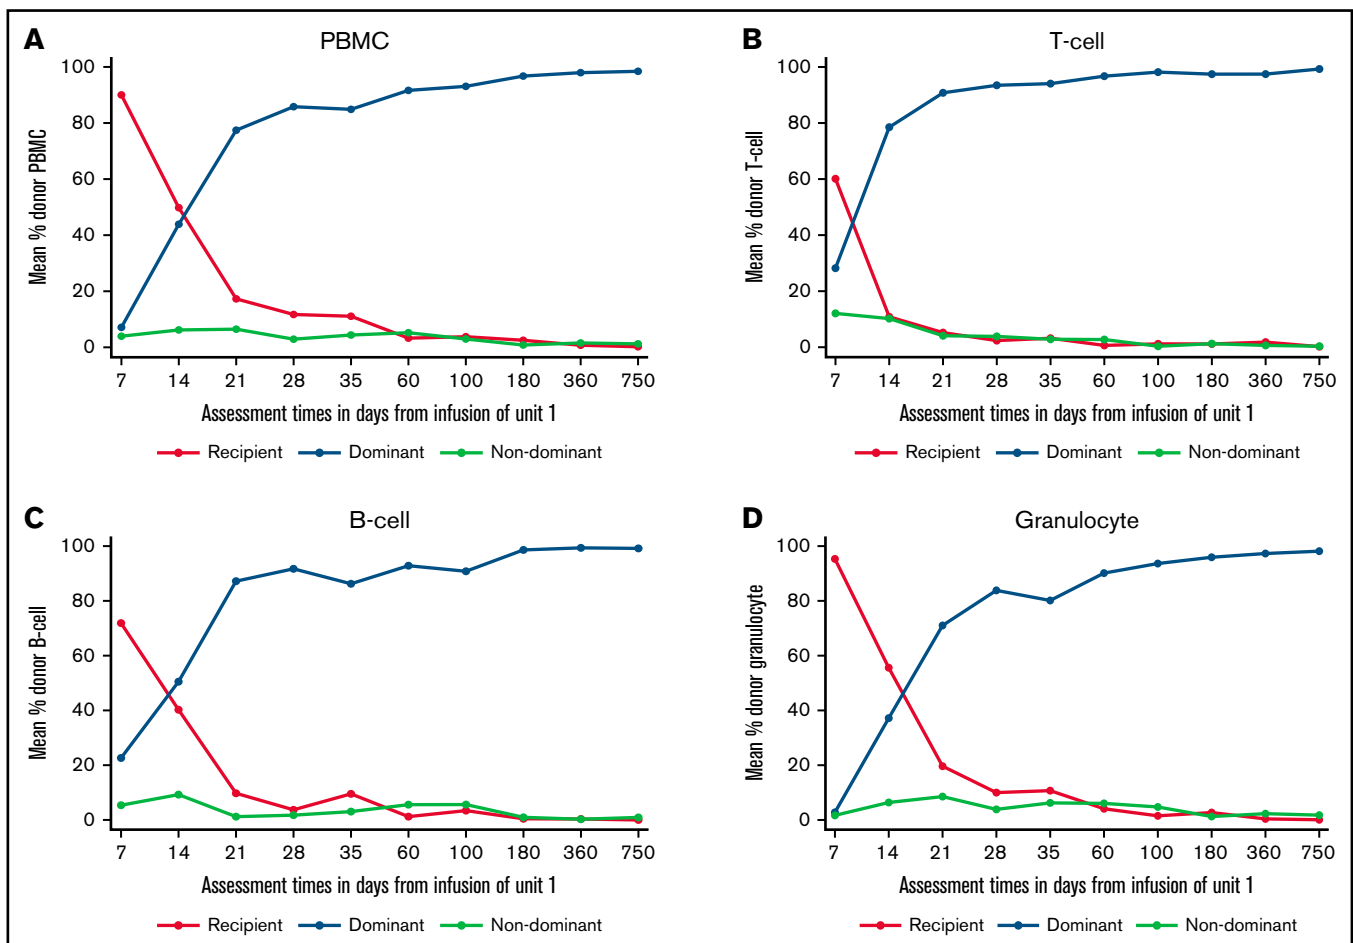 A
PBMC
Mean % donor PBMC
100
80
60
40
20
0
7 14 21 28 35 60 100 180 360 750
Assessment times in days from infusion of unit 1
Recipient Dominant Non-dominant
B
T-cell
Mean % donor T-cell
100
80
60
40
20
0
7 14 21 28 35 60 100 180 360 750
Assessment times in days from infusion of unit 1
Recipient Dominant Non-dominant
C
B-cell
Mean % donor B-cell
100
80
60
40
20
0
7 14 21 28 35 60 100 180 360 750
Assessment times in days from infusion of unit 1
Recipient Dominant Non-dominant
D
Granulocyte
Mean % donor granulocyte
100
80
60
40
20
0
7 14 21 28 35 60 100 180 360 750
Assessment times in days from infusion of unit 1
Recipient Dominant Non-dominant